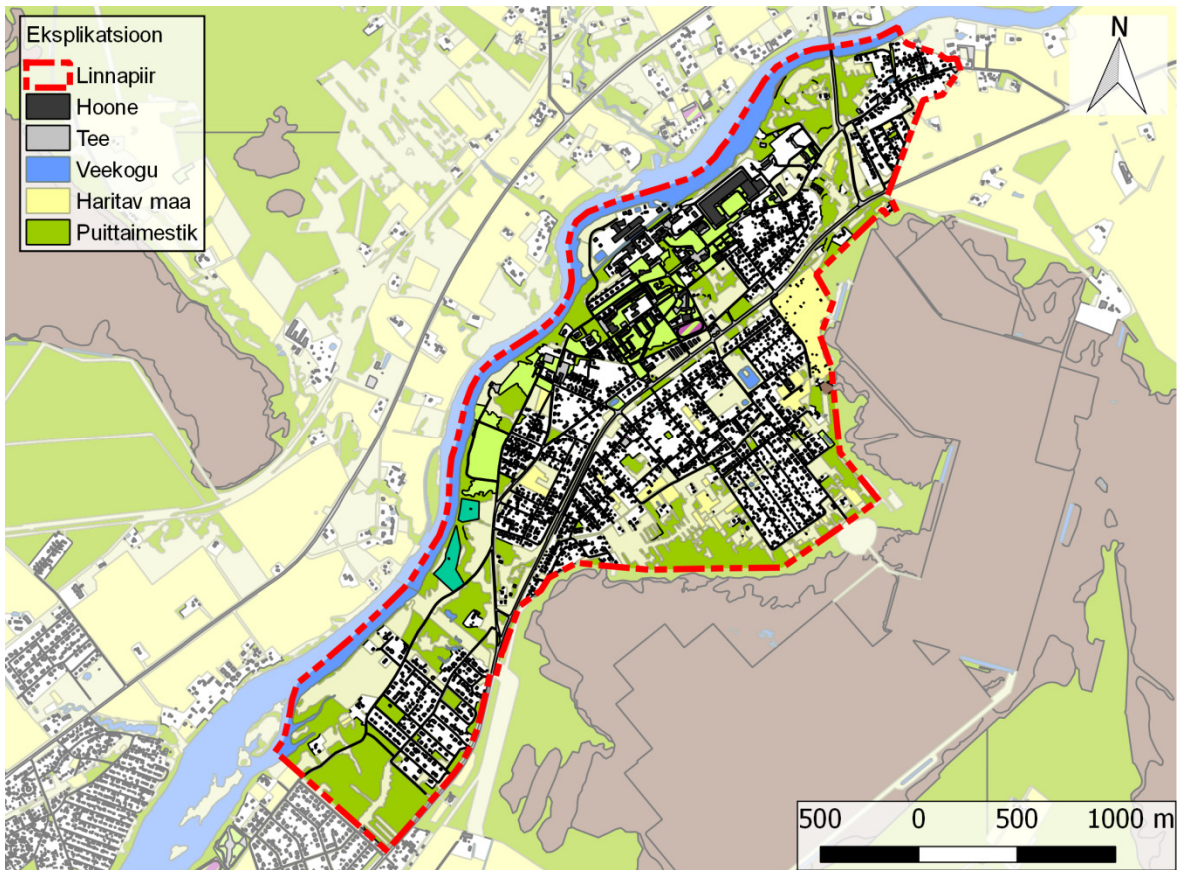 Eksplikatsioon
Linnapiir
Hoone
Tee
Veekogu
Haritav maa
Puittaimestik
N
500 0 500 1000 m